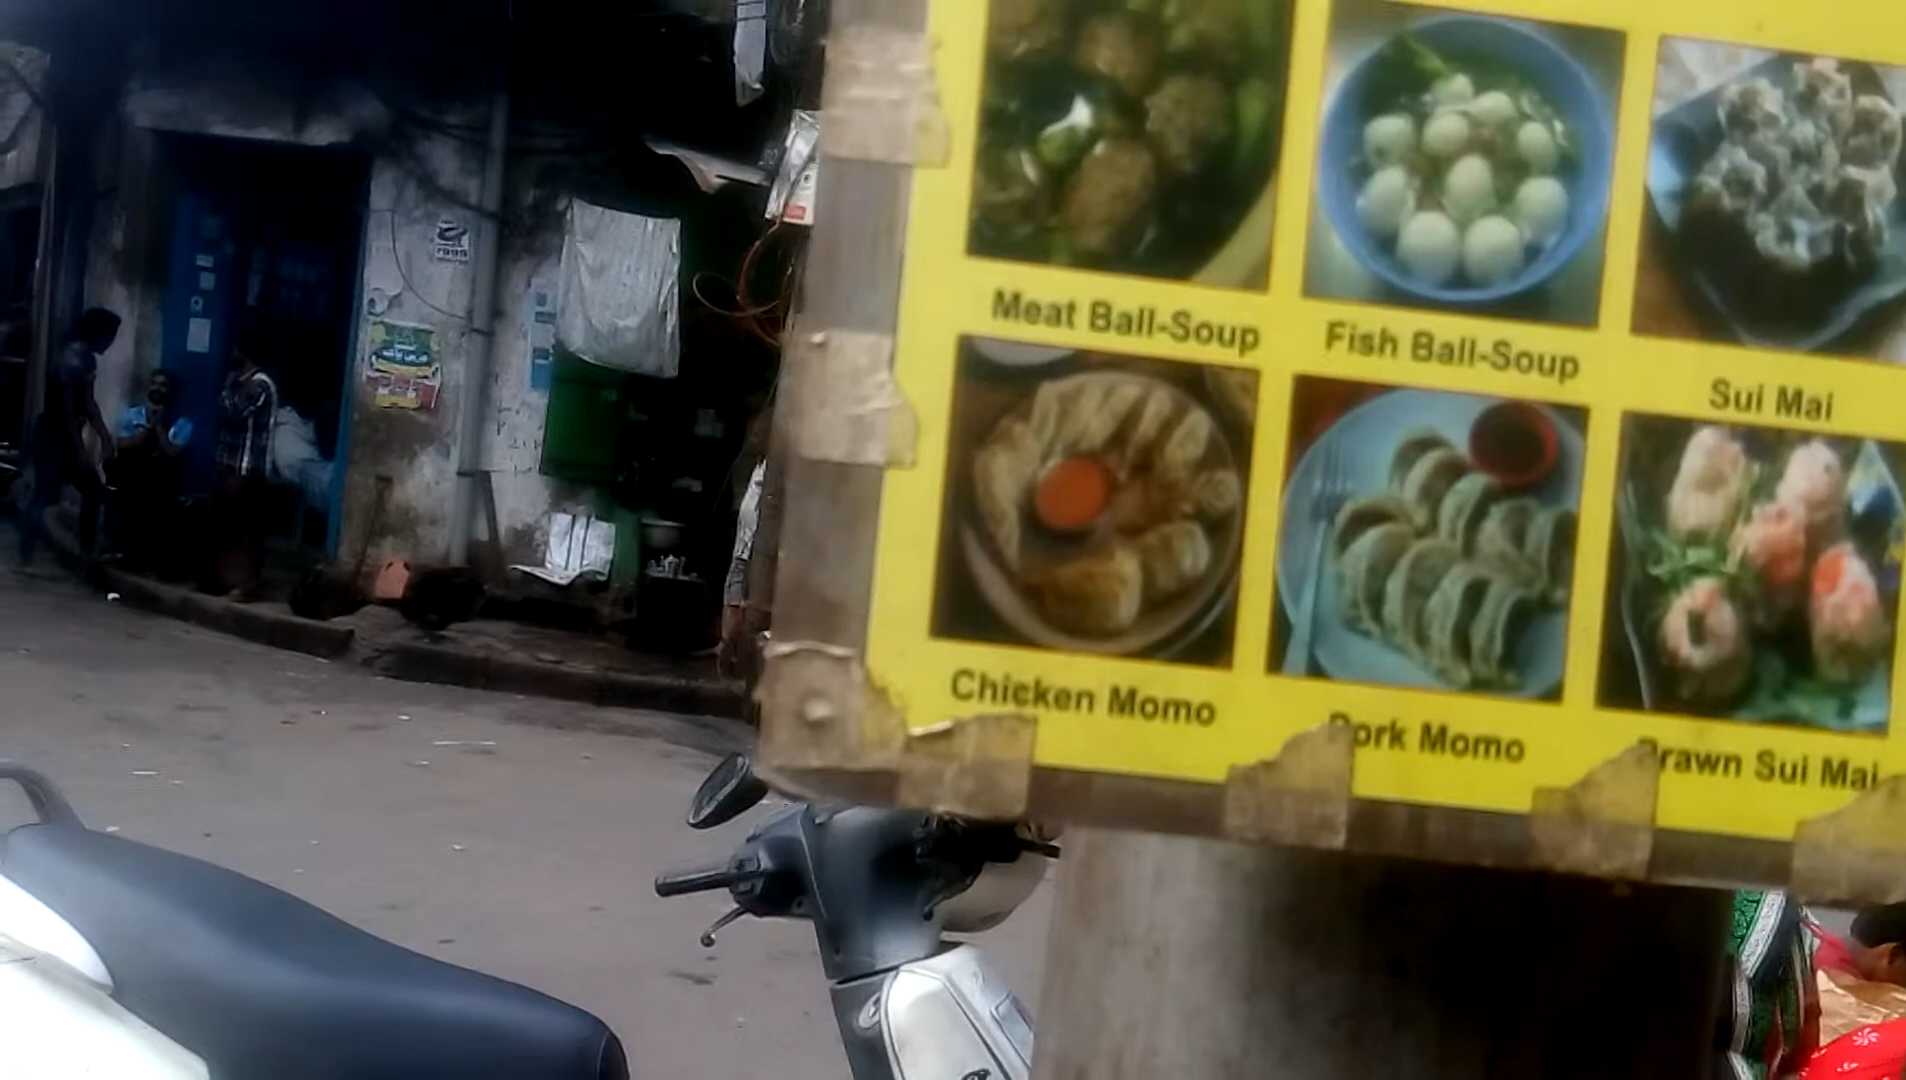 Meat Ball-Soup
Fish Ball-Soup
Sui Mai
Chicken Momo
Pork Momo
Prawn Sui Mai